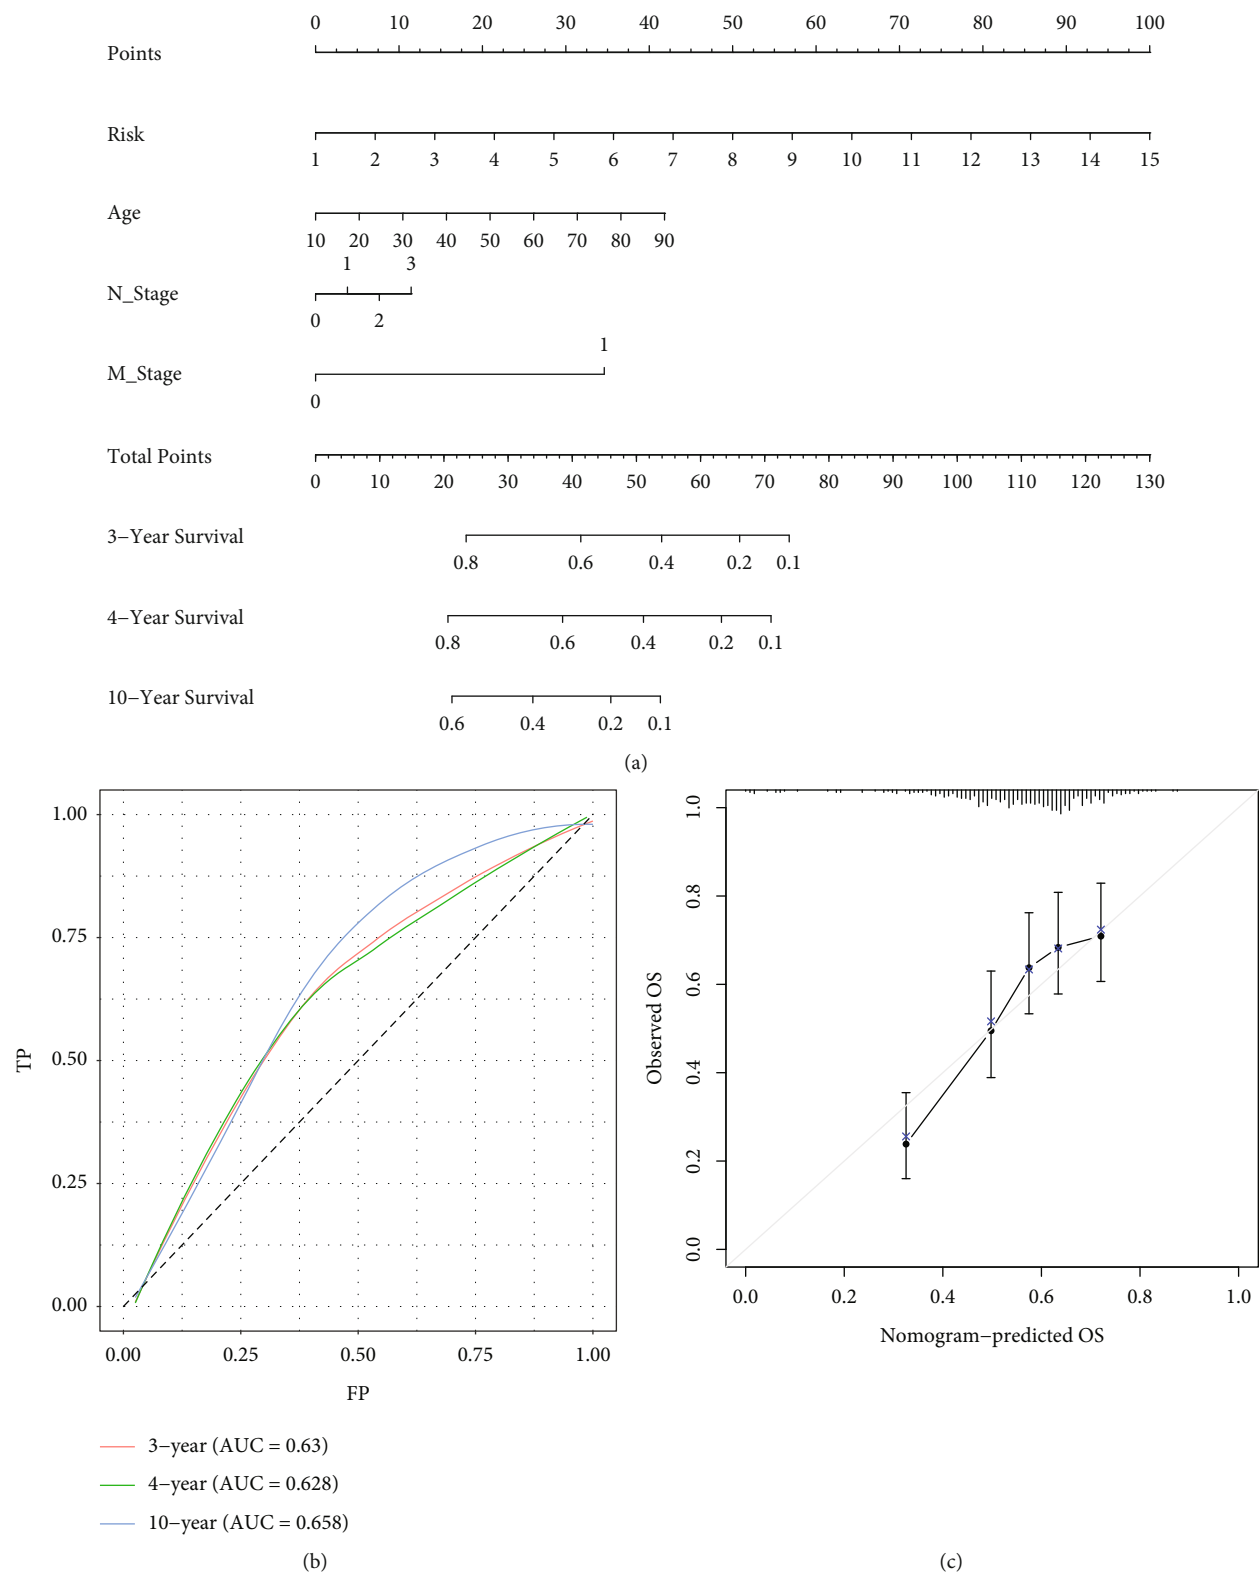 0 10 20 30 40 50 60 70 80 90 100
Points
Risk
1 2 3 4 5 6 7 8 9 10 11 12 13 14 15
Age
10 20 30 40 50 60 70 80 90
1 3
N_Stage
0 2
1
M_Stage
0
Total Points
0 10 20 30 40 50 60 70 80 90 100 110 120 130
3−Year Survival
0.8 0.6 0.4 0.2 0.1
4−Year Survival
0.8 0.6 0.4 0.2 0.1
10−Year Survival
0.6 0.4 0.2 0.1
(a)
1.00
0.75
0.50
0.25
0.00
TP
0.00 0.25 0.50 0.75 1.00
FP
3−year (AUC = 0.63)
4−year (AUC = 0.628)
10−year (AUC = 0.658)
(b)
1.0
0.8
0.6
0.4
0.2
0.0
Observed OS
0.0 0.2 0.4 0.6 0.8 1.0
Nomogram−predicted OS
(c)